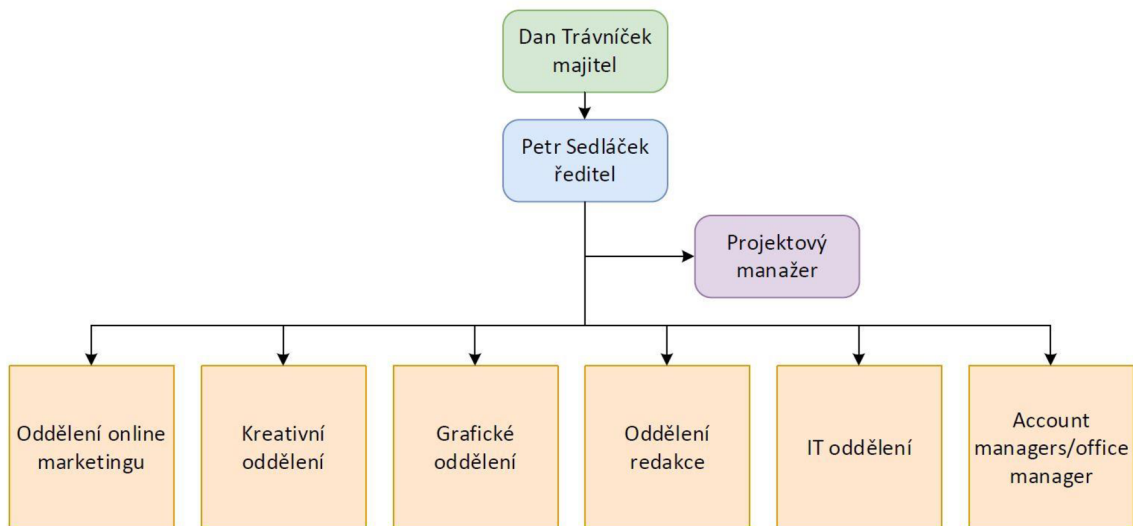 Dan Trávníček
majitel
Petr Sedláček
ředitel
Projektový
manažer
Oddělení online
marketingu
Kreativní
oddělení
Grafické
oddělení
Oddělení
redakce
IT oddělení
Account
managers/office
manager